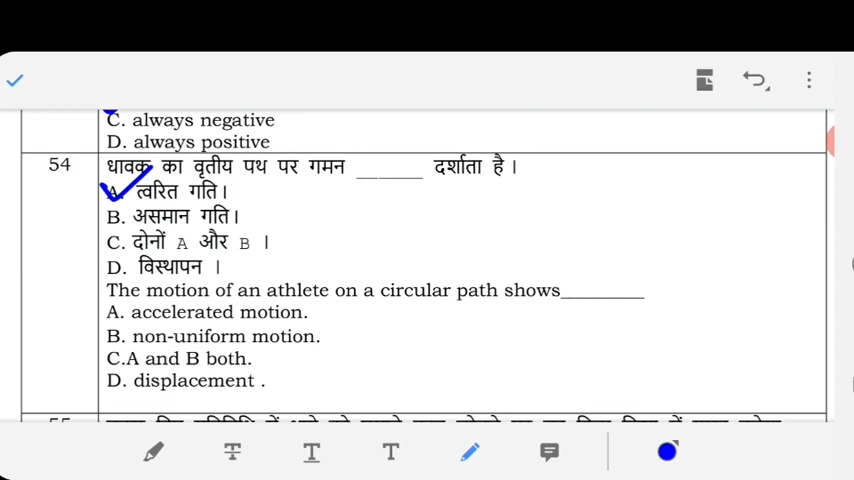 C. always negative
D. always positive
54
धावक का वृतीय पथ पर गमन ______ दर्शाता है ।
A. त्वरित गति।
B. असमान गति।
C. दोनों A और B ।
D. विस्थापन ।
The motion of an athlete on a circular path shows________
A. accelerated motion.
B. non-uniform motion.
C.A and B both.
D. displacement .
55
T T T